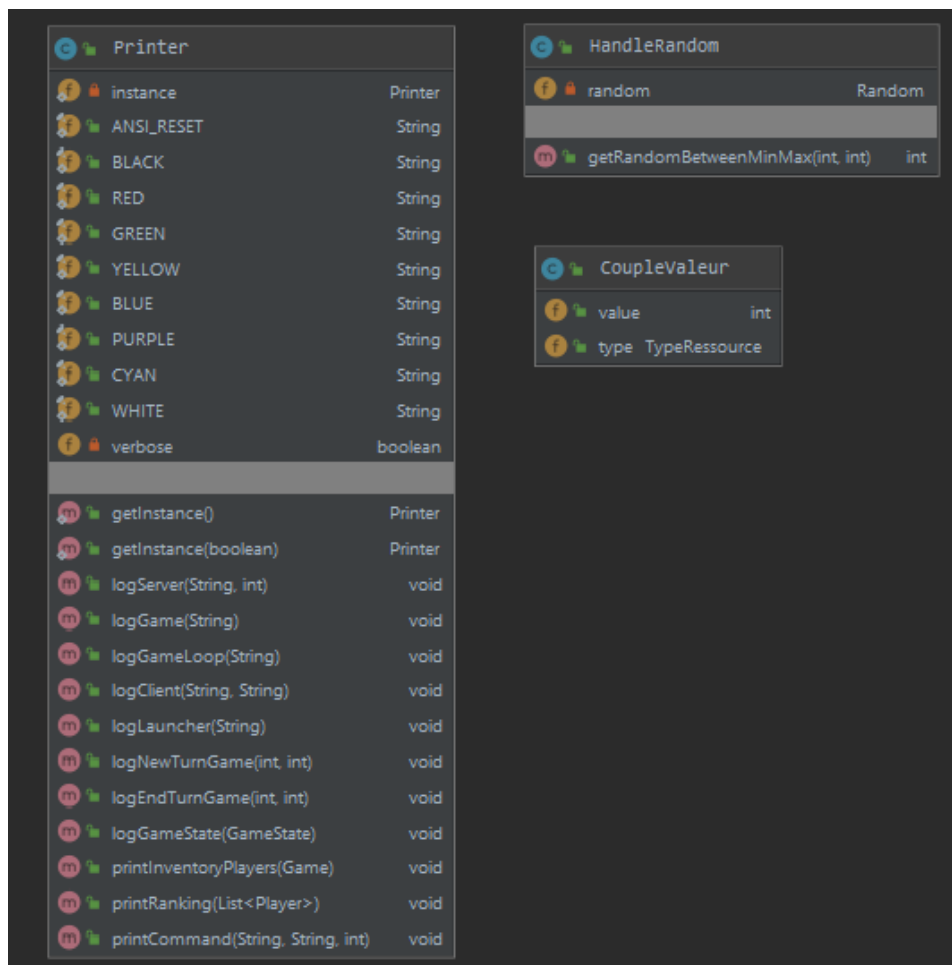 Printer
instance Printer
ANSI_RESET String
BLACK String
RED String
GREEN String
YELLOW String
BLUE String
PURPLE String
CYAN String
WHITE String
verbose boolean
getInstance() Printer
getInstance(boolean) Printer
logServer(String, int) void
logGame(String) void
logGameLoop(String) void
logClient(String, String) void
logLauncher(String) void
logNewTurnGame(int, int) void
logEndTurnGame(int, int) void
logGameState(GameState) void
printInventoryPlayers(Game) void
printRanking(List<Player>) void
printCommand(String, String, int) void
HandleRandom
random Random
getRandomBetweenMinMax(int, int) int
CoupleValeur
value int
type TypeRessource